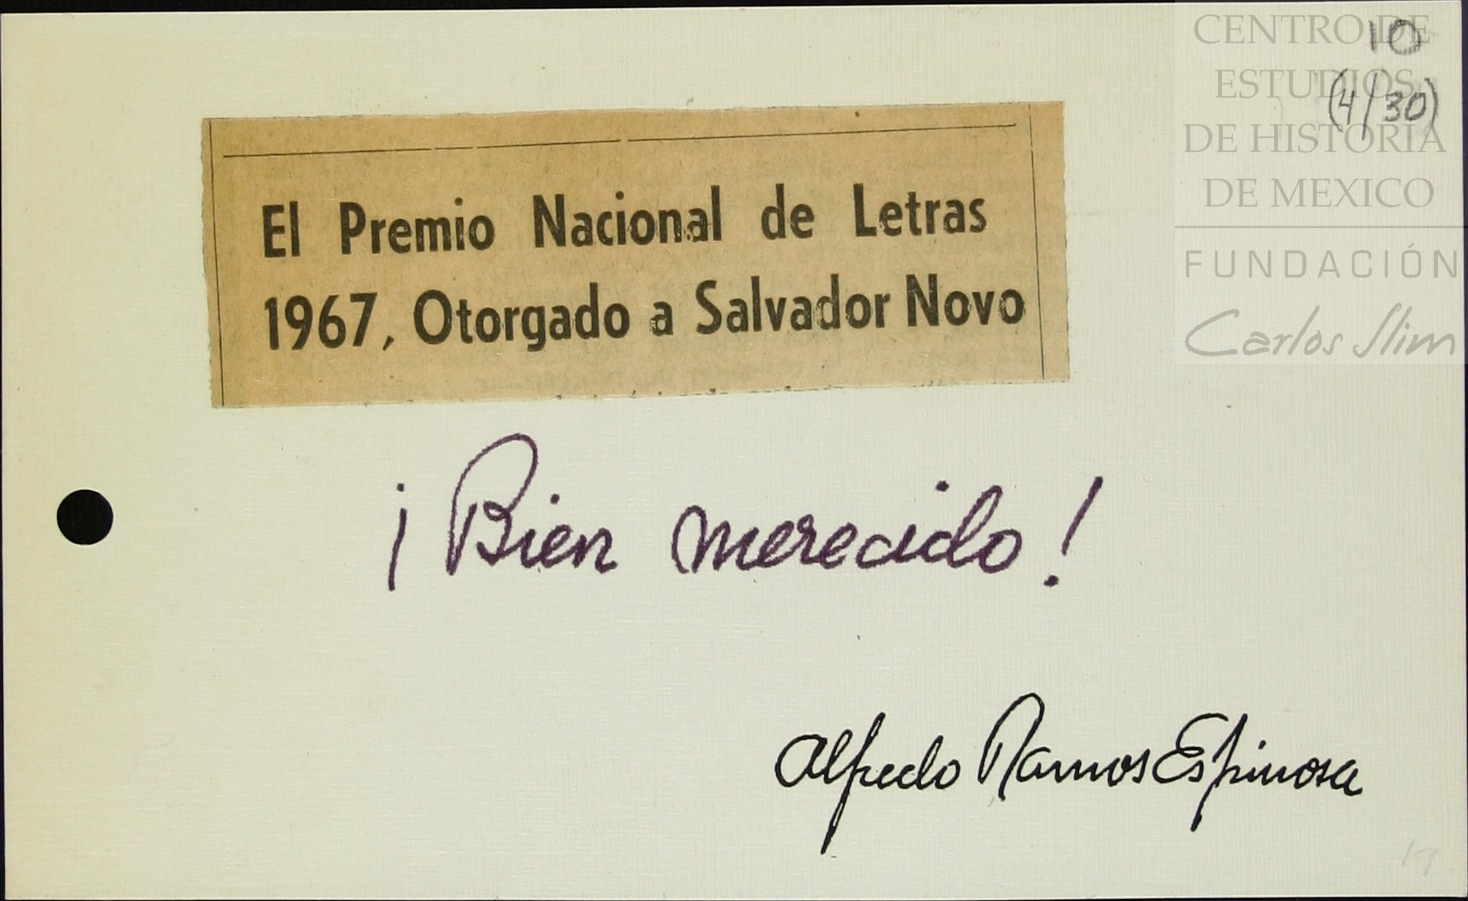 CENTRO DE
ESTUDIOS
DE HISTORIA
DE MEXICO
FUNDACIÓN
Carlos Slim
10
(4/30)
El Premio Nacional de Letras
1967, Otorgado a Salvador Novo
¡Bien merecido!
Alfredo Ramos Espinosa
19